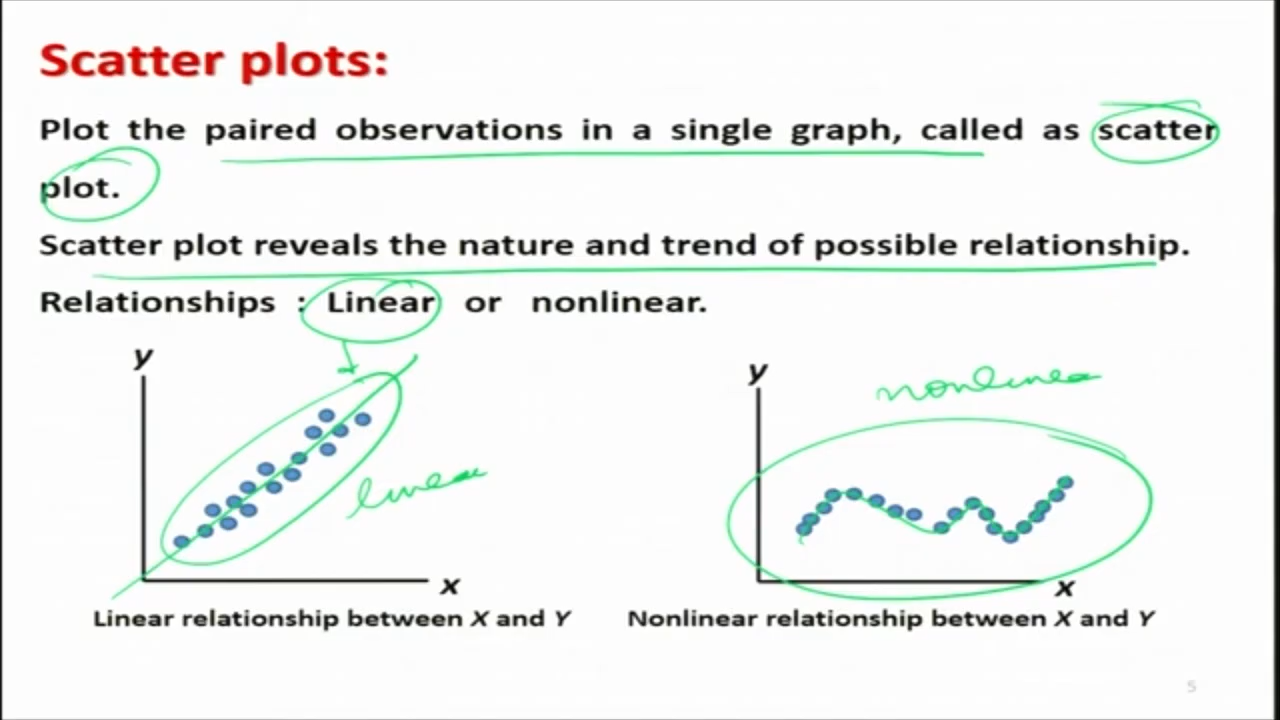 Scatter plots:
Plot the paired observations in a single graph, called as scatter
plot.
Scatter plot reveals the nature and trend of possible relationship.
Relationships : Linear or nonlinear.
y
linear
x
Linear relationship between X and Y
y
nonlinear
x
Nonlinear relationship between X and Y
5